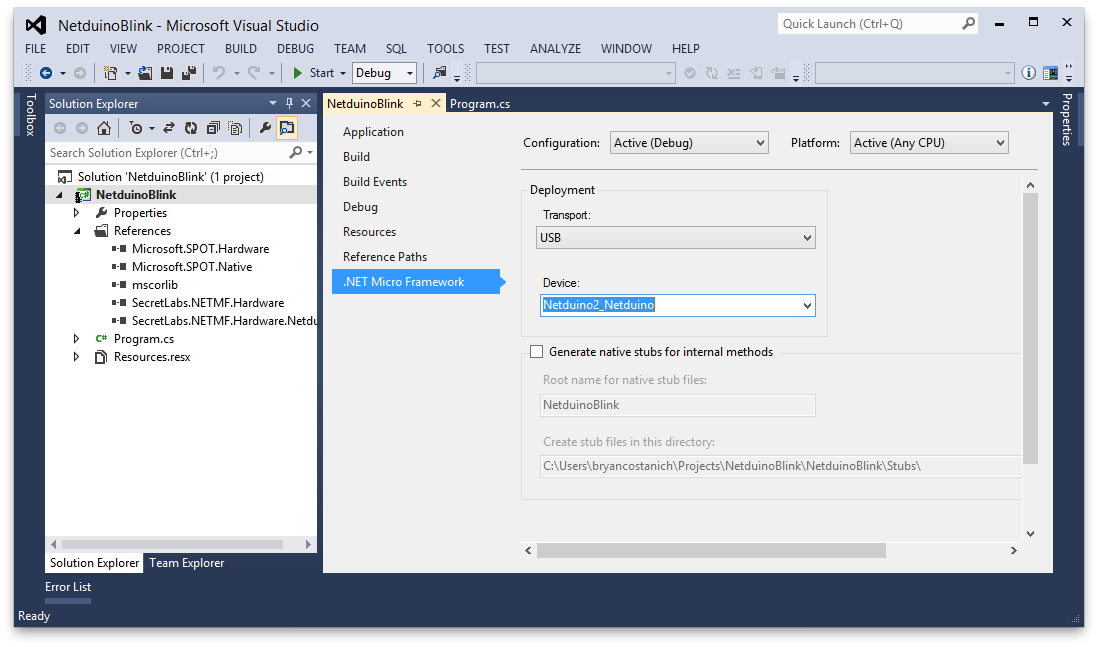 NetduinoBlink - Microsoft Visual Studio
Quick Launch (Ctrl+Q)
FILE EDIT VIEW PROJECT BUILD DEBUG TEAM SQL TOOLS TEST ANALYZE WINDOW HELP
Start Debug
Toolbox
Solution Explorer
Search Solution Explorer (Ctrl+;)
Solution 'NetduinoBlink' (1 project)
NetduinoBlink
Properties
References
Microsoft.SPOT.Hardware
Microsoft.SPOT.Native
mscorlib
SecretLabs.NETMF.Hardware
SecretLabs.NETMF.Hardware.Netdu
C# Program.cs
Resources.resx
Solution Explorer Team Explorer
NetduinoBlink Program.cs
Application
Build
Build Events
Debug
Resources
Reference Paths
.NET Micro Framework
Configuration: Active (Debug) Platform: Active (Any CPU)
Deployment
Transport:
USB
Device:
Netduino2_Netduino
Generate native stubs for internal methods
Root name for native stub files:
NetduinoBlink
Create stub files in this directory:
C:\Users\bryancostanich\Projects\NetduinoBlink\NetduinoBlink\Stubs\
Properties
Error List
Ready